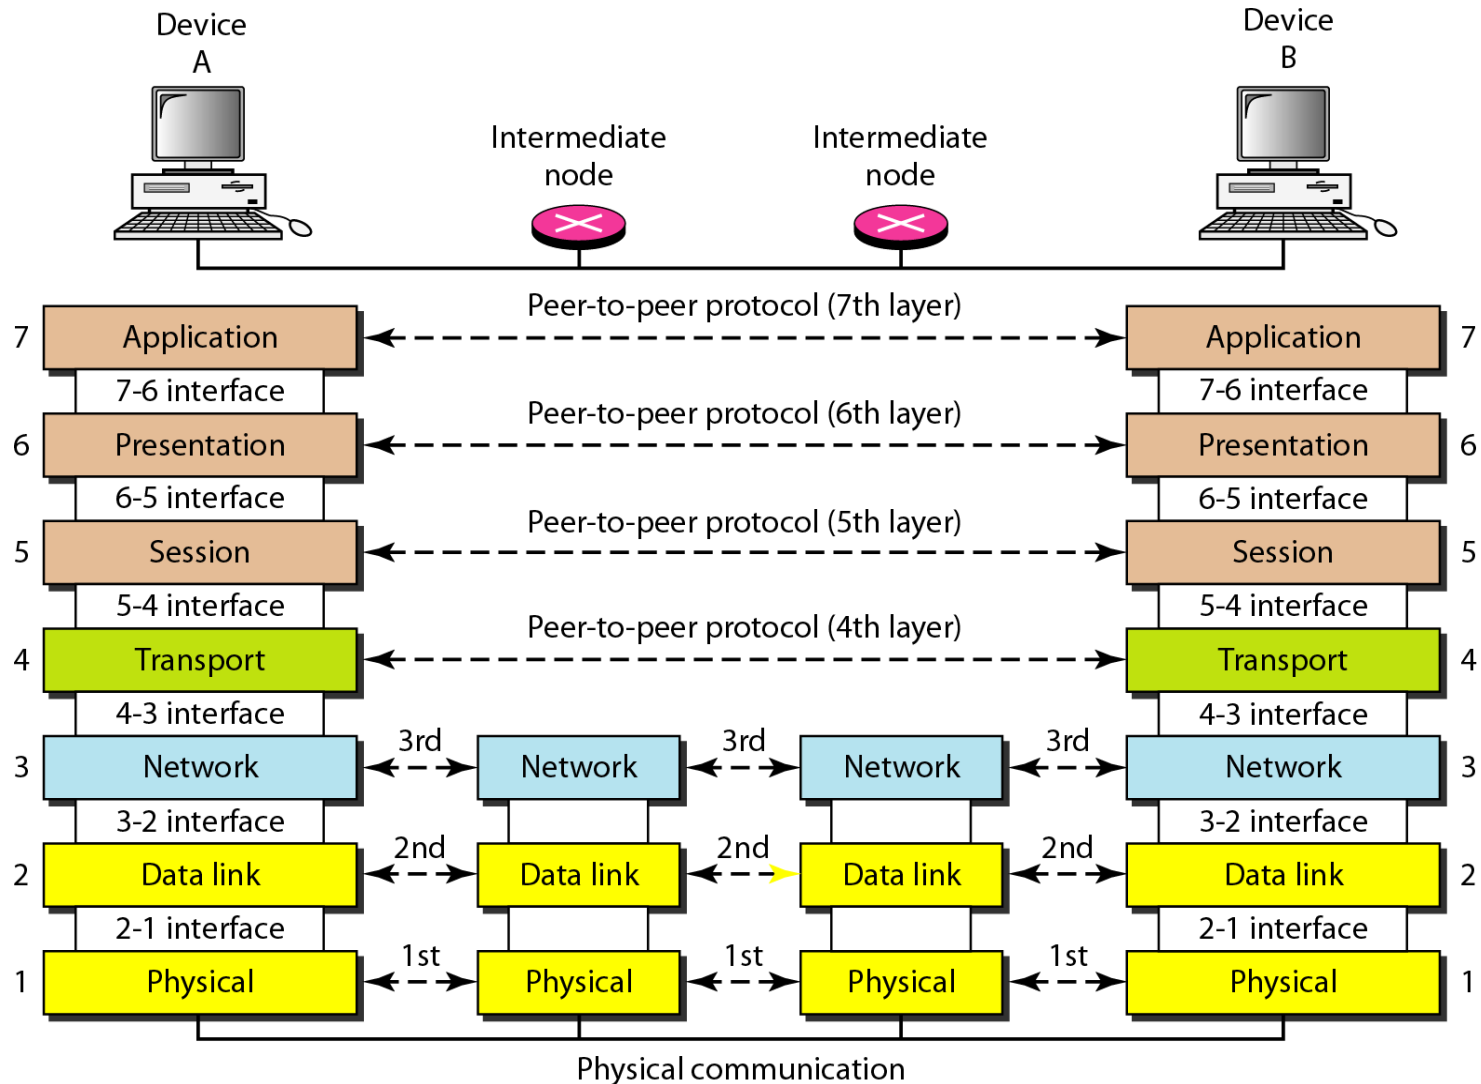 Device
A
Device
B
Intermediate
node
Intermediate
node
Peer-to-peer protocol (7th layer)
7 Application Application 7
7-6 interface 7-6 interface
Peer-to-peer protocol (6th layer)
6 Presentation Presentation 6
6-5 interface 6-5 interface
Peer-to-peer protocol (5th layer)
5 Session Session 5
5-4 interface 5-4 interface
Peer-to-peer protocol (4th layer)
4 Transport Transport 4
4-3 interface 4-3 interface
3rd 3rd 3rd
3 Network Network Network Network 3
3-2 interface 3-2 interface
2nd 2nd 2nd
2 Data link Data link Data link Data link 2
2-1 interface 2-1 interface
1st 1st 1st
1 Physical Physical Physical Physical 1
Physical communication